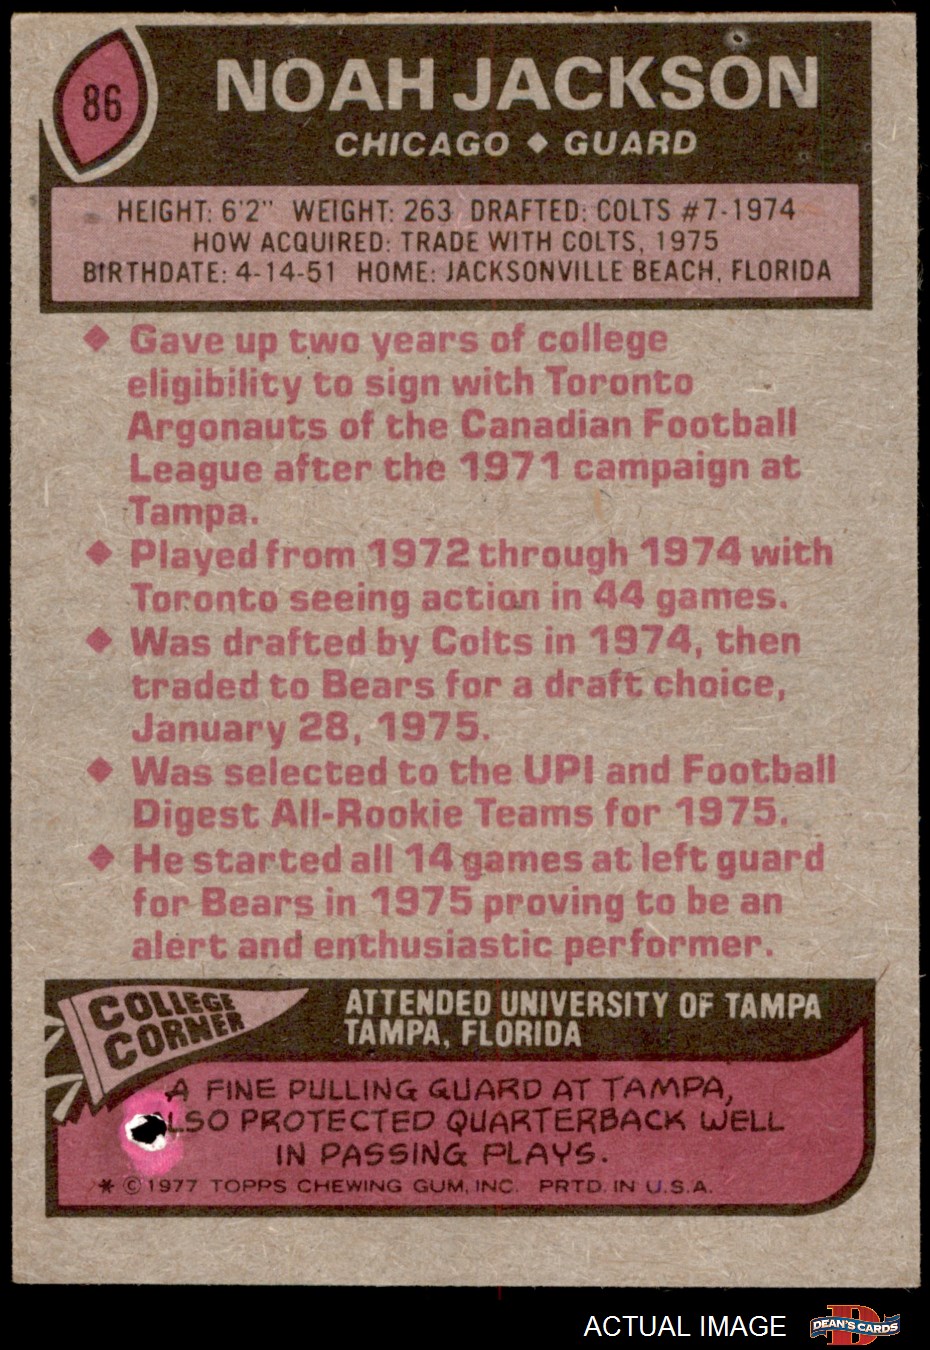 86
NOAH JACKSON
CHICAGO ◆ GUARD
HEIGHT: 6'2" WEIGHT: 263 DRAFTED: COLTS #7-1974
HOW ACQUIRED: TRADE WITH COLTS, 1975
BIRTHDATE: 4-14-51 HOME: JACKSONVILLE BEACH, FLORIDA
◆ Gave up two years of college
eligibility to sign with Toronto
Argonauts of the Canadian Football
League after the 1971 campaign at
Tampa.
◆ Played from 1972 through 1974 with
Toronto seeing action in 44 games.
◆ Was drafted by Colts in 1974, then
traded to Bears for a draft choice,
January 28, 1975.
◆ Was selected to the UPI and Football
Digest All-Rookie Teams for 1975.
◆ He started all 14 games at left guard
for Bears in 1975 proving to be an
alert and enthusiastic performer.
COLLEGE
CORNER
ATTENDED UNIVERSITY OF TAMPA
TAMPA, FLORIDA
A FINE PULLING GUARD AT TAMPA,
LSO PROTECTED QUARTERBACK WELL
IN PASSING PLAYS.
* © 1977 TOPPS CHEWING GUM, INC. PRTD. IN U.S.A.
ACTUAL IMAGE
DEAN'S CARDS